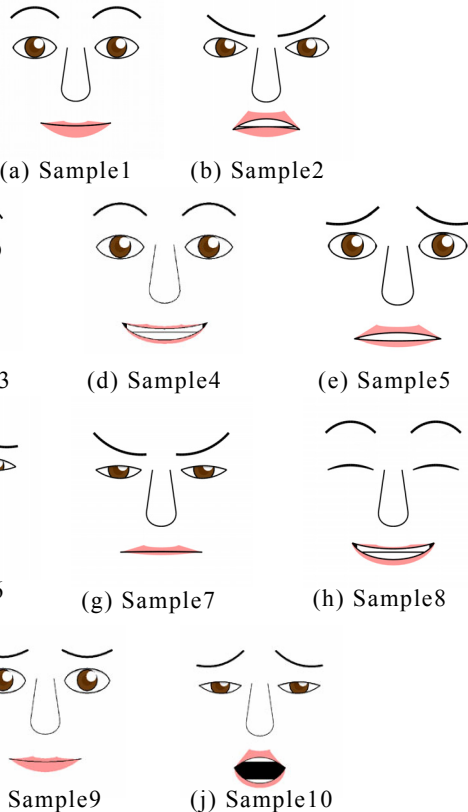 (a) Sample1
(b) Sample2
3
(d) Sample4
(e) Sample5
(g) Sample7
(h) Sample8
Sample9
(j) Sample10